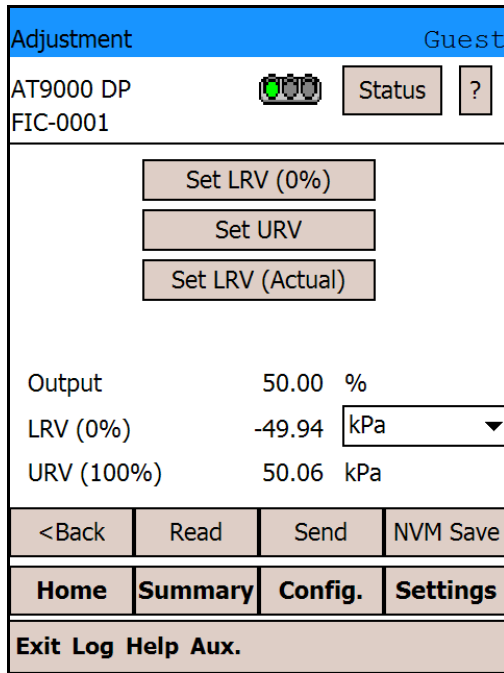 Adjustment Guest
AT9000 DP Status ?
FIC-0001
Set LRV (0%)
Set URV
Set LRV (Actual)
Output 50.00 %
LRV (0%) -49.94 kPa
URV (100%) 50.06 kPa
<Back Read Send NVM Save
Home Summary Config. Settings
Exit Log Help Aux.